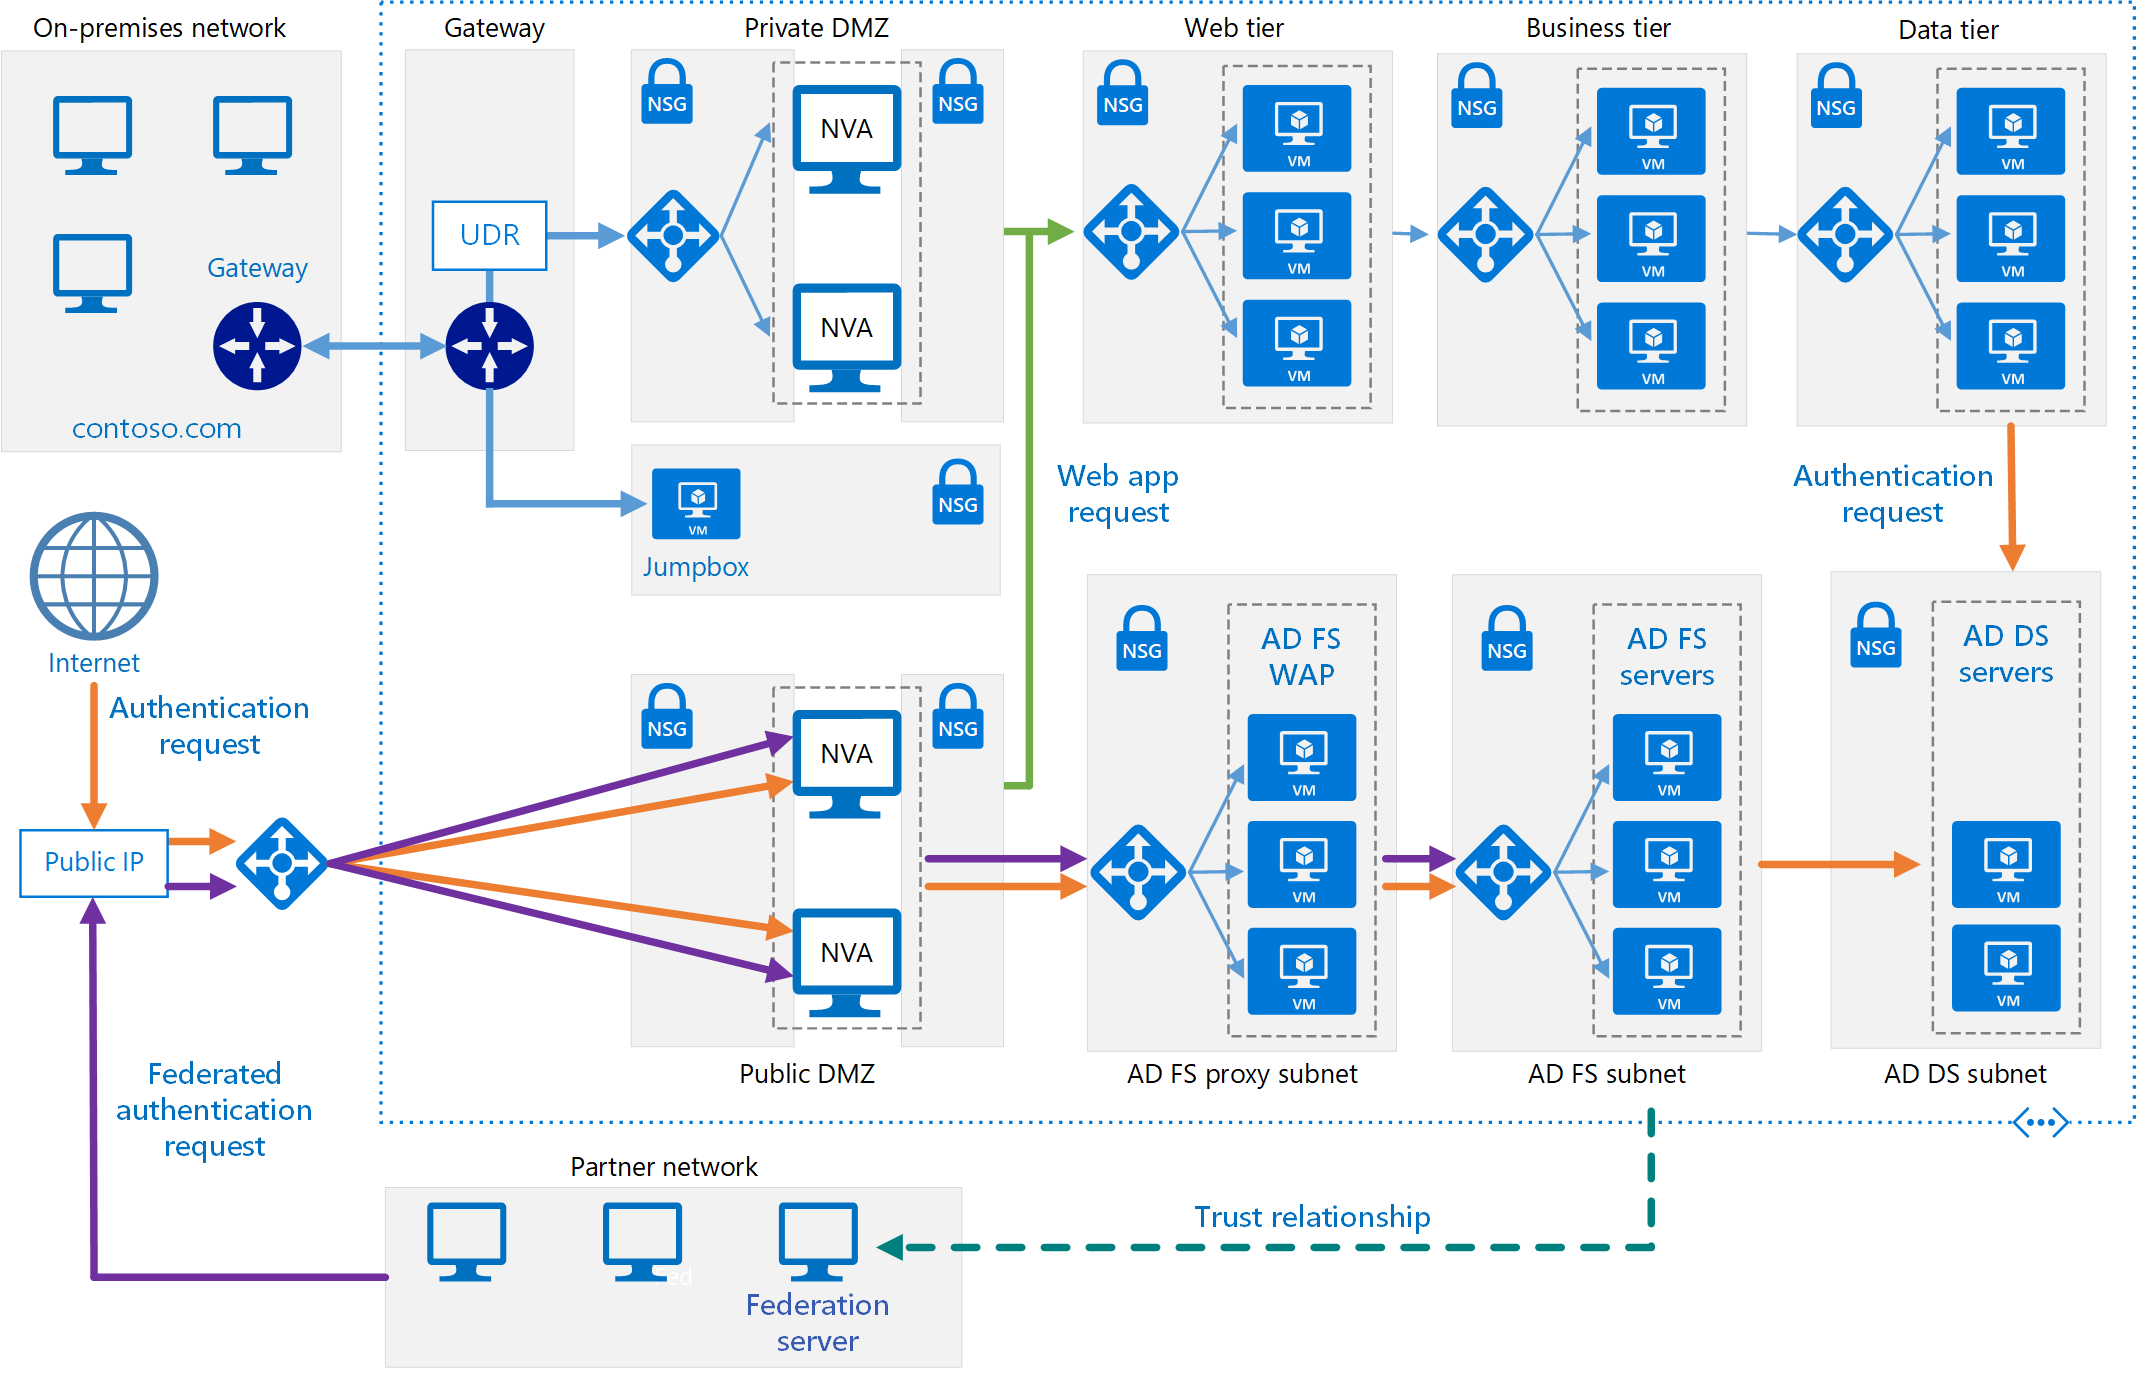 On-premises network
Gateway
Private DMZ
Web tier
Business tier
Data tier
NSG
NVA
NSG
NSG
VM
NSG
VM
NSG
VM
UDR
VM
VM
VM
Gateway
NVA
VM
VM
VM
contoso.com
Web app
request
Authentication
request
NSG
VM
Jumpbox
Internet
Authentication
request
NSG
NVA
NSG
NSG
AD FS
WAP
NSG
AD FS
servers
NSG
AD DS
servers
VM
VM
Public IP
VM
VM
VM
NVA
VM
VM
VM
Public DMZ
AD FS proxy subnet
AD FS subnet
AD DS subnet
Federated
authentication
request
Partner network
Trust relationship
Fed
Federation
server